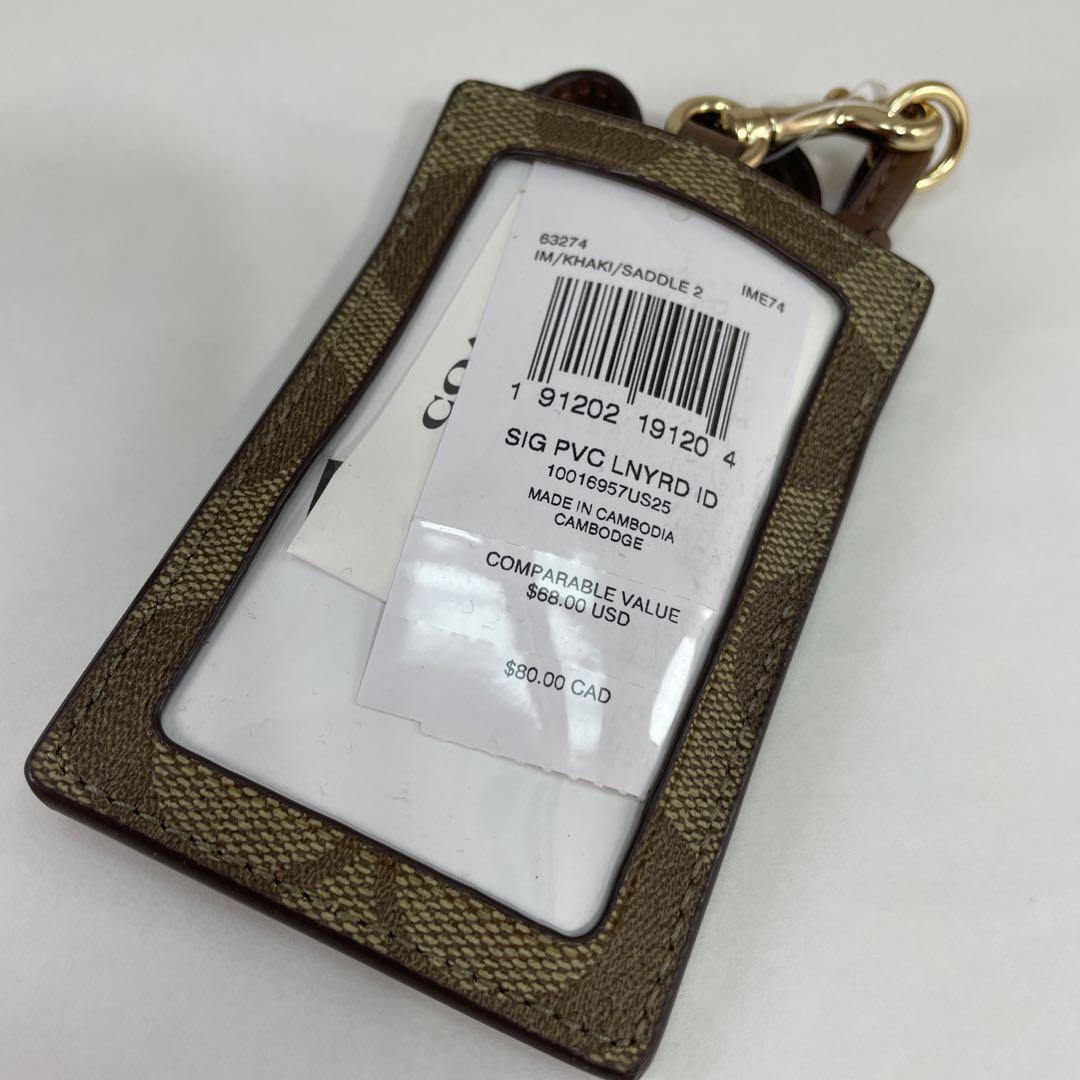 63274
IM/KHAKI/SADDLE 2 IME74
1 91202 19120 4
SIG PVC LNYRD ID
10016957US25
MADE IN CAMBODIA
CAMBODGE
COMPARABLE VALUE
$68.00 USD
$80.00 CAD